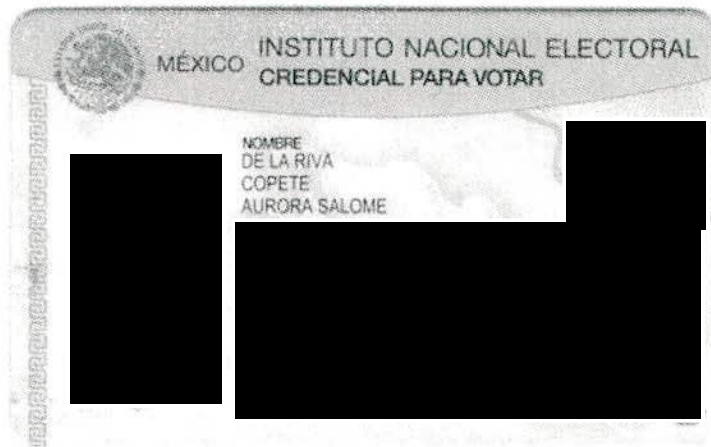 MÉXICO
INSTITUTO NACIONAL ELECTORAL
CREDENCIAL PARA VOTAR
NOMBRE
DE LA RIVA
COPETE
AURORA SALOME